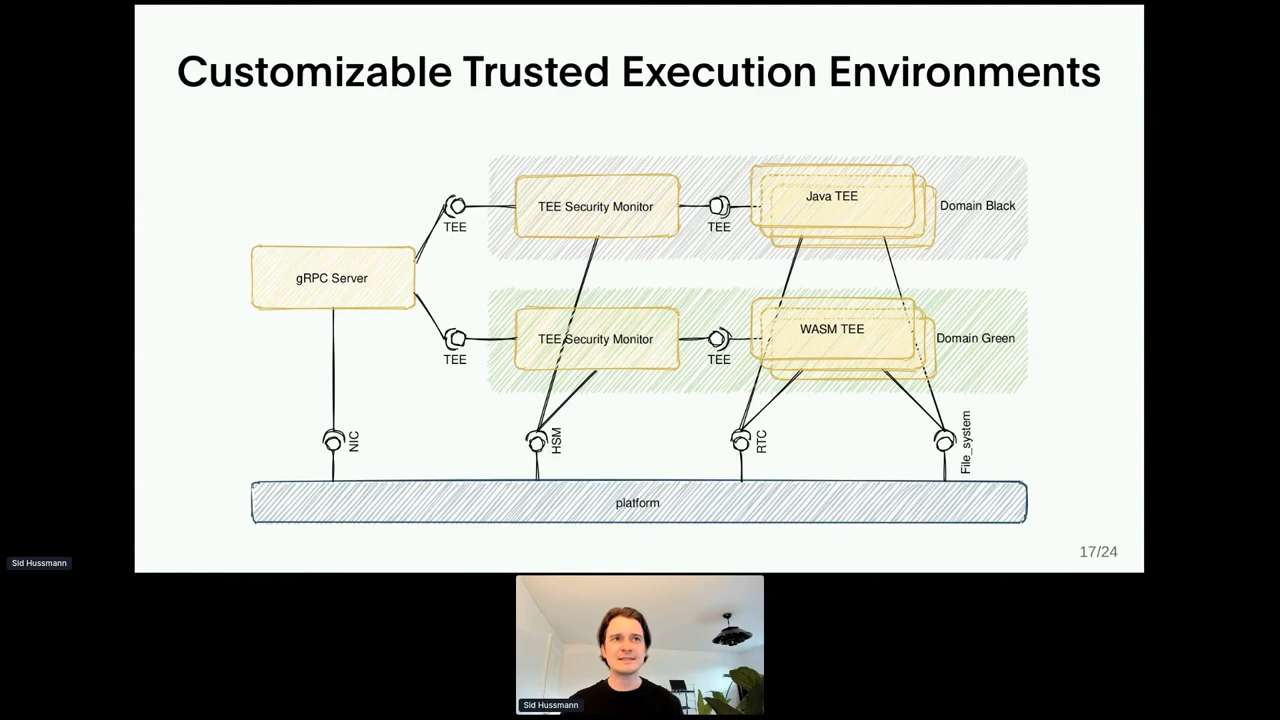 Customizable Trusted Execution Environments
TEE Security Monitor
Java TEE
Domain Black
TEE
TEE
gRPC Server
TEE Security Monitor
WASM TEE
Domain Green
TEE
TEE
NIC
HSM
RTC
File_system
platform
17/24
Sid Hussmann
Sid Hussmann